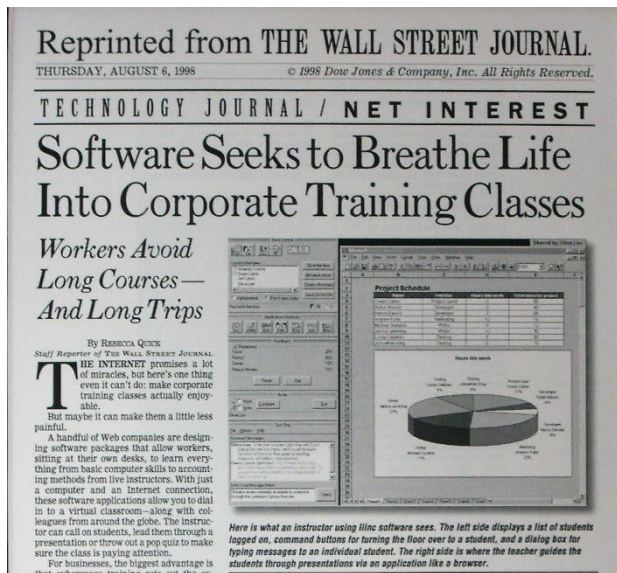 Reprinted from THE WALL STREET JOURNAL.
THURSDAY, AUGUST 6, 1998
© 1998 Dow Jones & Company, Inc. All Rights Reserved.
TECHNOLOGY JOURNAL / NET INTEREST
Software Seeks to Breathe Life
Into Corporate Training Classes
Workers Avoid
Long Courses—
And Long Trips
By REBECCA QUICK
Staff Reporter of THE WALL STREET JOURNAL
THE INTERNET promises a lot
of miracles, but here's one thing
even it can't do: make corporate
training classes actually enjoy-
able.
But maybe it can make them a little less
painful.
A handful of Web companies are design-
ing software packages that allow workers,
sitting at their own desks, to learn every-
thing from basic computer skills to account-
ing methods from live instructors. With just
a computer and an Internet connection,
these software applications allow you to dial
in to a virtual classroom—along with col-
leagues from around the globe. The instruc-
tor can call on students, lead them through a
presentation or throw out a pop quiz to make
sure the class is paying attention.
For businesses, the biggest advantage is
Project Schedule
Hours this week
Here is what an instructor using ilinc software sees. The left side displays a list of students
logged on, command buttons for turning the floor over to a student, and a dialog box for
typing messages to an individual student. The right side is where the teacher guides the
students through presentations via an application like a browser.